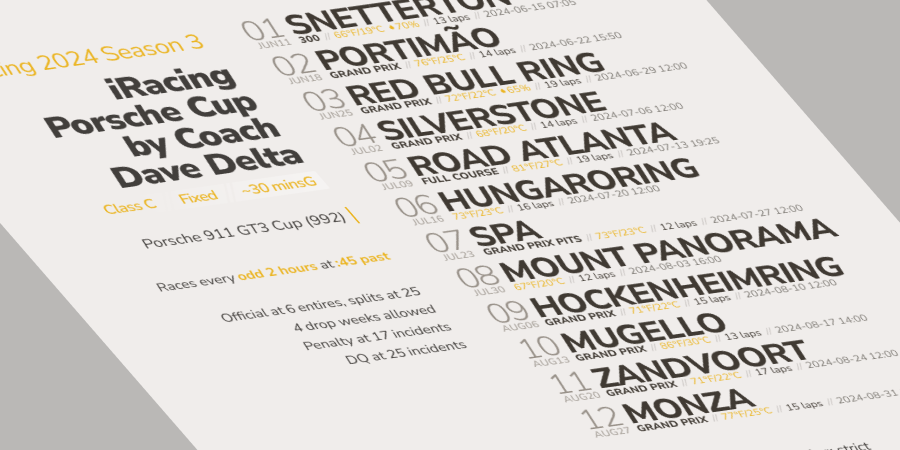 ing 2024 Season 3
iRacing
Porsche Cup
by Coach
Dave Delta
Class C Fixed ~30 minsG
Porsche 911 GT3 Cup (992)
Races every odd 2 hours at :45 past
Official at 6 entires, splits at 25
4 drop weeks allowed
Penalty at 17 incidents
DQ at 25 incidents
01 SNETTERTON
JUN11 300 // 66°F/19°C •70% // 13 laps // 2024-06-15 07:05
02 PORTIMÃO
JUN18 GRAND PRIX // 76°F/25°C // 14 laps // 2024-06-22 15:50
03 RED BULL RING
JUN25 GRAND PRIX // 72°F/22°C •65% // 19 laps // 2024-06-29 12:00
04 SILVERSTONE
JUL02 GRAND PRIX // 68°F/20°C // 14 laps // 2024-07-06 12:00
05 ROAD ATLANTA
JUL09 FULL COURSE // 81°F/27°C // 19 laps // 2024-07-13 19:25
06 HUNGARORING
JUL16 73°F/23°C // 16 laps // 2024-07-20 12:00
07 SPA
JUL23 GRAND PRIX PITS // 73°F/23°C // 12 laps // 2024-07-27 12:00
08 MOUNT PANORAMA
JUL30 67°F/20°C // 12 laps // 2024-08-03 16:00
09 HOCKENHEIMRING
AUG06 GRAND PRIX // 71°F/22°C // 15 laps // 2024-08-10 12:00
10 MUGELLO
AUG13 GRAND PRIX // 86°F/30°C // 13 laps // 2024-08-17 14:00
11 ZANDVOORT
AUG20 GRAND PRIX // 71°F/22°C // 17 laps // 2024-08-24 12:00
12 MONZA
AUG27 GRAND PRIX // 77°F/25°C // 15 laps // 2024-08-31
strict